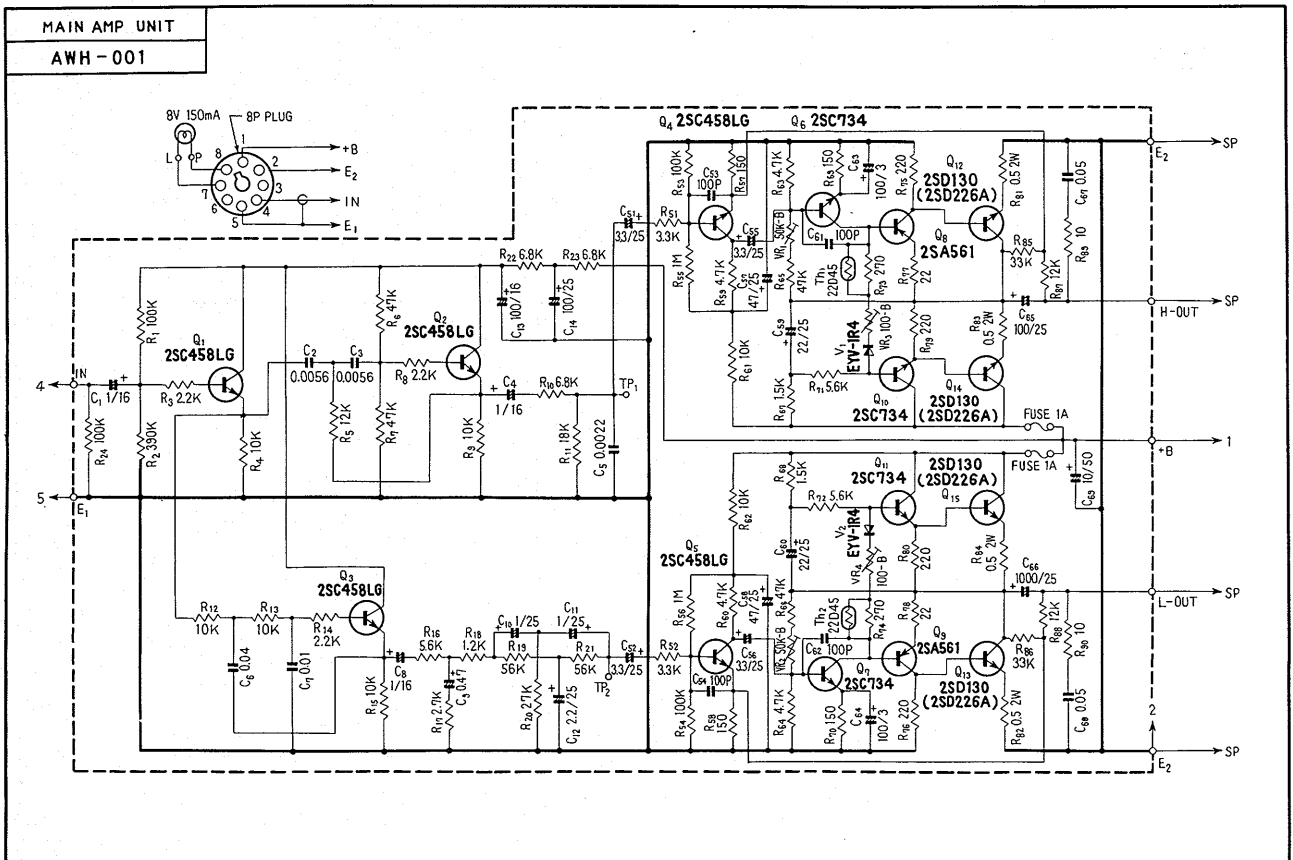 MAIN AMP UNIT
AWH-001
8V 150mA
8P PLUG
L
P
1
2
3
4
5
6
7
8
+B
E2
IN
E1
Q4 2SC458LG
Q6 2SC734
R53 100K
C53 100P
R57 150
R63 4.7K
R69 150
C63 100/3
R75 220
Q12
2SD130
(2SD226A)
R81 0.5 2W
C67 0.05
E2
SP
C51
3.3/25
R51
3.3K
C55
3.3/25
VR1 50K-B
C61
100P
Q8
2SA561
R85
33K
10
R89
R22 6.8K
R23 6.8K
R55 1M
R59 4.7K
C57
47/25
R65
47K
Th1
22D45
R73 270
R77
22
R87 12K
C13 100/16
C14 100/25
C59
22/25
V1
EYV-1R4
VR3 100-B
R79 220
R83
0.5 2W
C65
100/25
H-OUT
SP
R1 100K
R6 47K
Q1
2SC458LG
Q2
2SC458LG
C2
0.0056
C3
0.0056
R8 2.2K
R61 10K
R67 1.5K
R71 5.6K
Q10
2SC734
Q14
2SD130
(2SD226A)
4
IN
C1 1/16
R3 2.2K
C4
1/16
R10 6.8K
TP1
R24
100K
R2 390K
R4 10K
R5 12K
R7 47K
R9 10K
R11 18K
C5 0.0022
FUSE 1A
+B
1
FUSE 1A
10/50
C69
5
E1
R62
10K
R68
1.5K
R72 5.6K
Q11
2SC734
2SD130
(2SD226A)
Q15
V2
EYV-1R4
Q5
2SC458LG
C60
22/25
VR4
100-B
R80
220
R84
0.5 2W
C66
1000/25
L-OUT
SP
Q3
2SC458LG
R12
10K
R13
10K
R14
2.2K
R56 1M
R60 4.7K
C58
47/25
R66 47K
VR2 50K-B
Th2
22D45
R74 270
R78
22
12K
R88
R90 10
C10 1/25
C11
1/25
R16
5.6K
R18
1.2K
R19
56K
R21
56K
C52
3.3/25
R52
3.3K
C56
33/25
C62
100P
Q9
2SA561
R86
33K
C6 0.04
C7 0.01
C8
1/16
C9 0.47
TP2
C54 100P
Q7
2SC734
Q13
2SD130
(2SD226A)
R15 10K
R17 2.7K
R20 27K
C12 2.2/25
R54 100K
R58
150
R64 4.7K
R70 150
C64
100/3
R76 220
R82 0.5 2W
C68 0.05
2
E2
SP